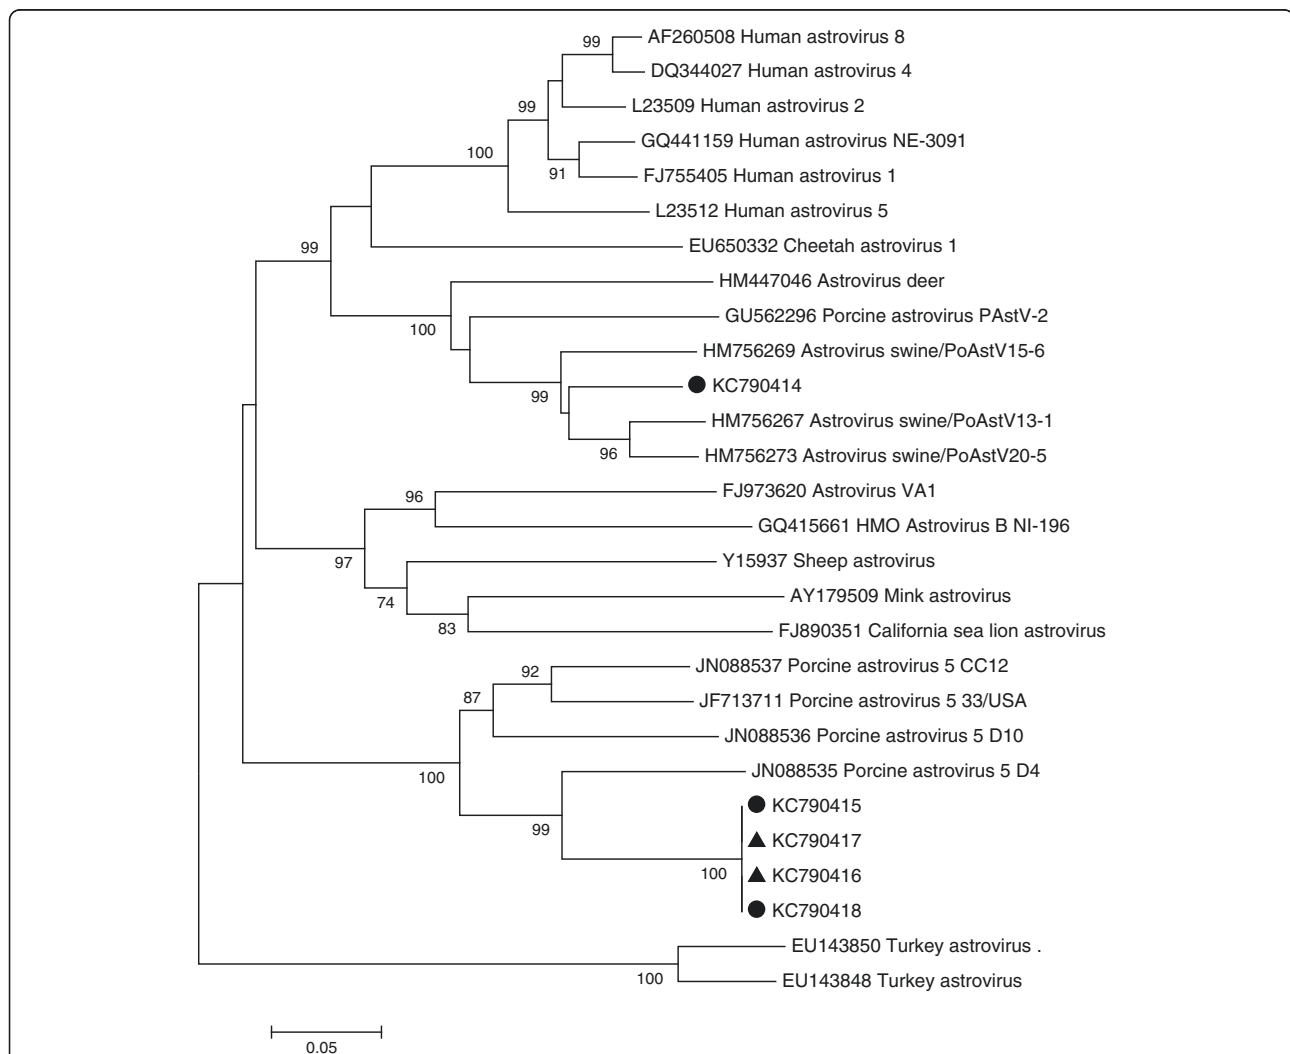 99
AF260508 Human astrovirus 8
DQ344027 Human astrovirus 4
L23509 Human astrovirus 2
99
GQ441159 Human astrovirus NE-3091
100
91
FJ755405 Human astrovirus 1
L23512 Human astrovirus 5
99
EU650332 Cheetah astrovirus 1
HM447046 Astrovirus deer
GU562296 Porcine astrovirus PAstV-2
100
HM756269 Astrovirus swine/PoAstV15-6
KC790414
99
HM756267 Astrovirus swine/PoAstV13-1
96
HM756273 Astrovirus swine/PoAstV20-5
96
FJ973620 Astrovirus VA1
GQ415661 HMO Astrovirus B NI-196
97
Y15937 Sheep astrovirus
74
AY179509 Mink astrovirus
83
FJ890351 California sea lion astrovirus
92
JN088537 Porcine astrovirus 5 CC12
87
JF713711 Porcine astrovirus 5 33/USA
JN088536 Porcine astrovirus 5 D10
100
JN088535 Porcine astrovirus 5 D4
KC790415
99
KC790417
100
KC790416
KC790418
EU143850 Turkey astrovirus .
100
EU143848 Turkey astrovirus
0.05